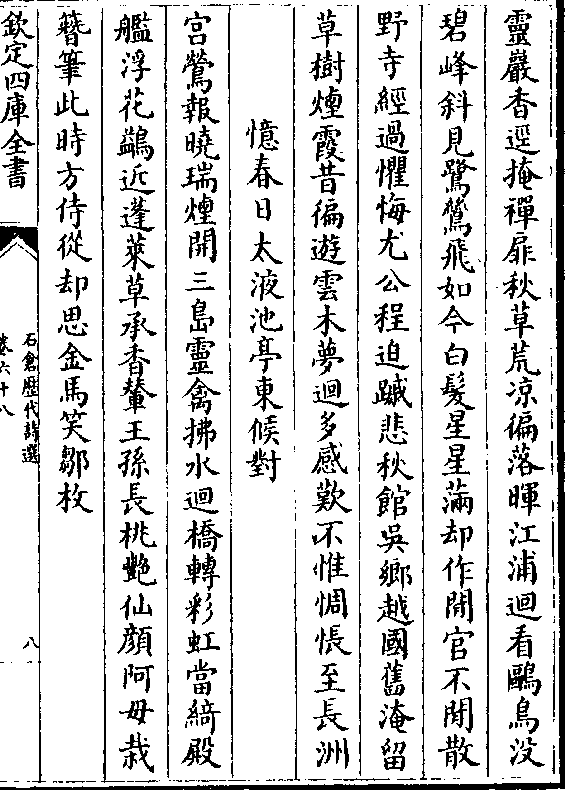 靈巖香逕掩禪扉秋草荒凉徧落暉江浦迴看鷗鳥没
碧峰斜見鷺鶿飛如今白髮星星滿却作閒官不閒散
野寺經過懼悔尤公程迫蹴悲秋館吳鄉越國舊淹留
草樹煙霞昔徧遊雲木夢迴多感歎不惟惆悵至長洲
憶春日太液池亭東候對
宮鶯報曉瑞煙開三島靈禽拂水迴橋轉彩虹當綺殿
艦浮花鷁近蓬萊草承香輦王孫長桃艷仙顔阿母栽
簪筆此時方侍從却思金馬笑鄒枚
欽定四庫全書
石倉歷代詩選
卷六十八
八